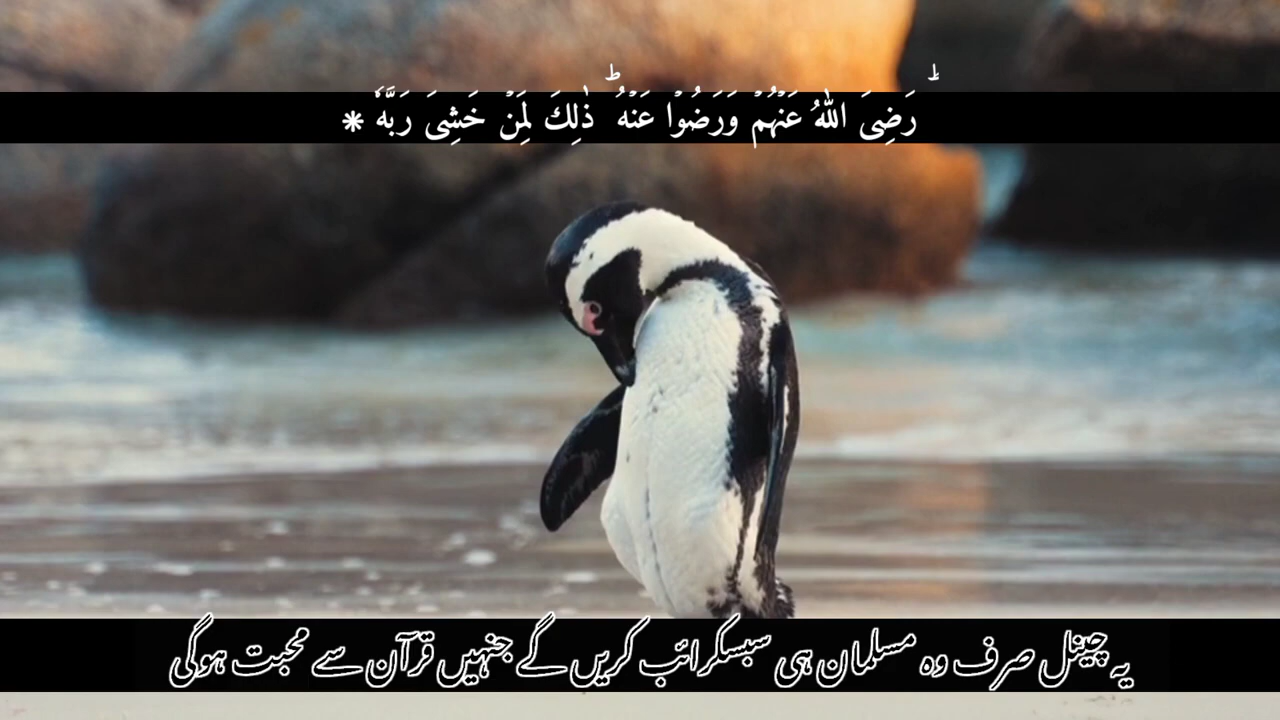 ؕ رَضِیَ اللّٰهُ عَنۡهُمۡ وَرَضُوۡا عَنۡهُ ؕ ذٰلِكَ لِمَنۡ خَشِیَ رَبَّهٗ *
یہ چینل صرف وہ مسلمان ہی سبسکرائب کریں گے جنہیں قرآن سے محبت ہوگی